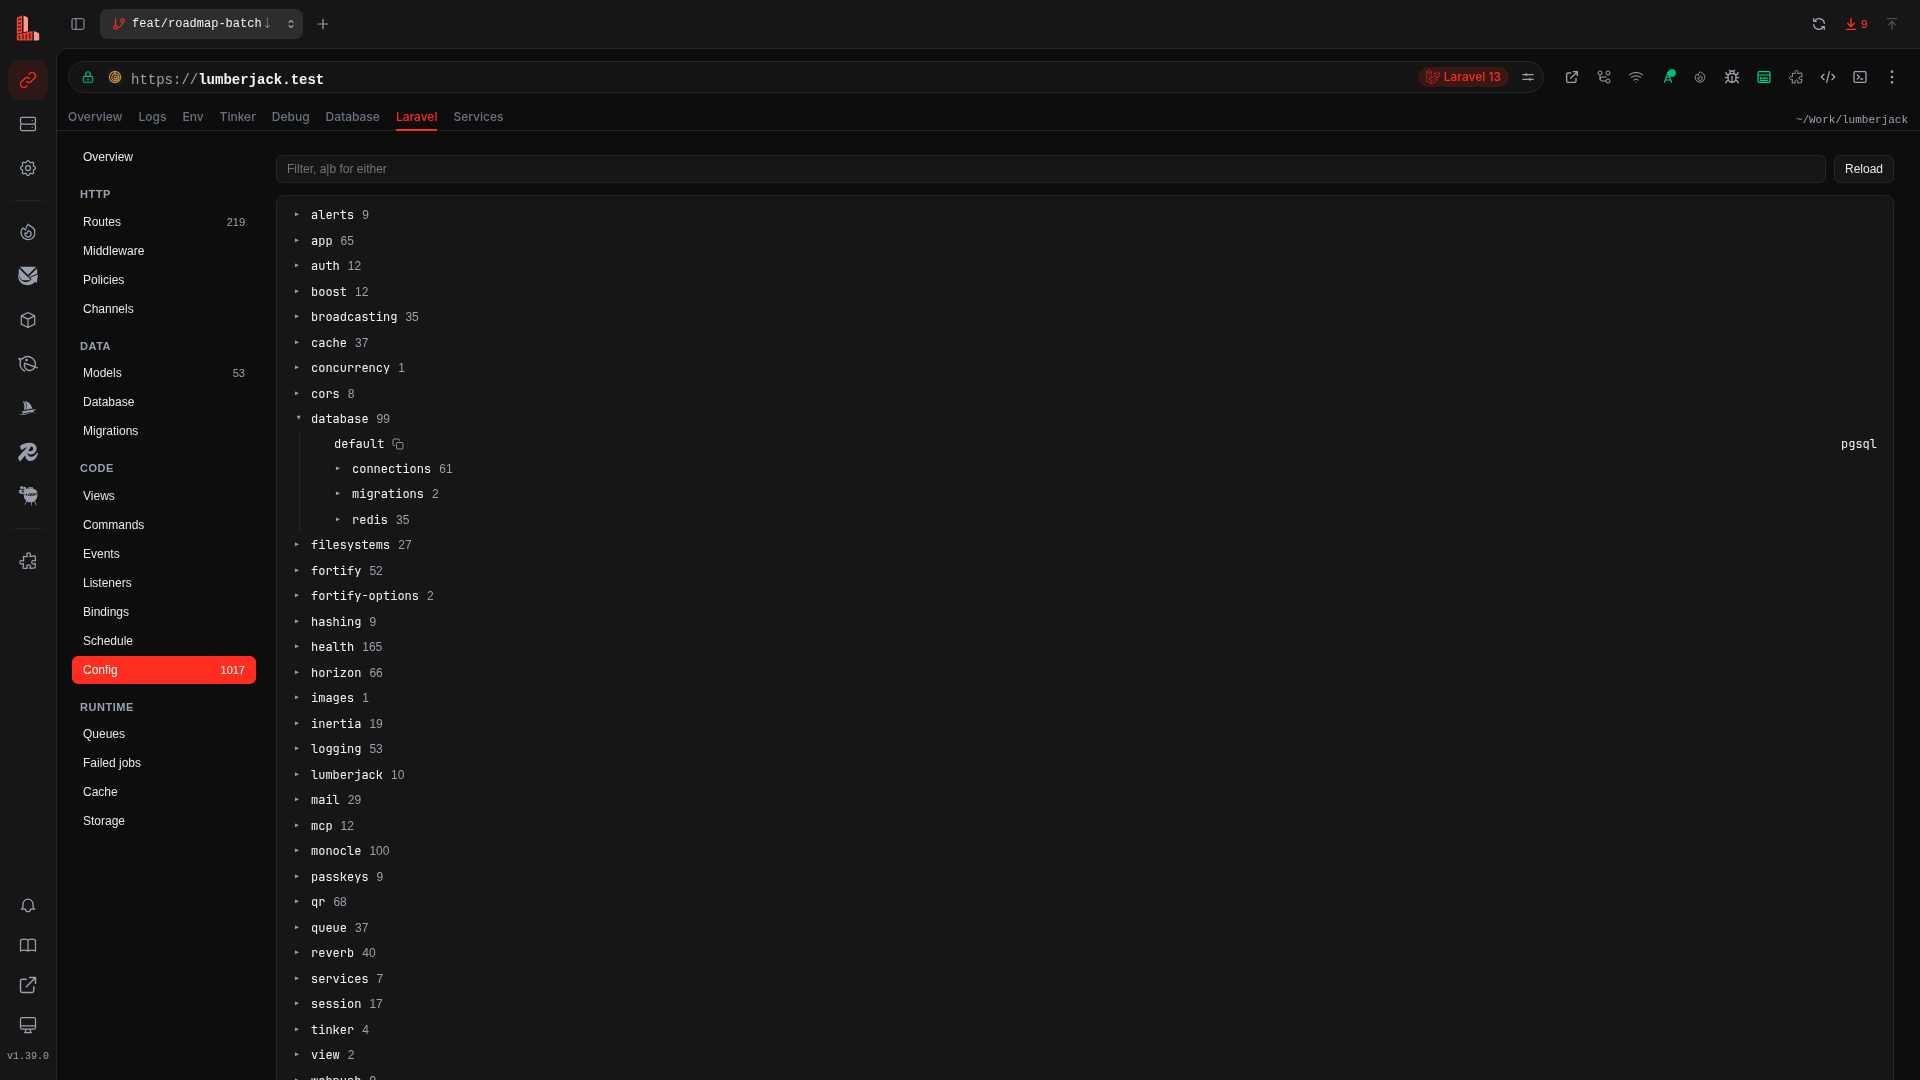 feat/roadmap-batch
9
https://lumberjack.test
Laravel 13
Overview Logs Env Tinker Debug Database Laravel Services
~/Work/lumberjack
Overview
HTTP
Routes 219
Middleware
Policies
Channels
DATA
Models 53
Database
Migrations
CODE
Views
Commands
Events
Listeners
Bindings
Schedule
Config 1017
RUNTIME
Queues
Failed jobs
Cache
Storage
v1.39.0
Filter, a|b for either
Reload
alerts 9
app 65
auth 12
boost 12
broadcasting 35
cache 37
concurrency 1
cors 8
database 99
default pgsql
connections 61
migrations 2
redis 35
filesystems 27
fortify 52
fortify-options 2
hashing 9
health 165
horizon 66
images 1
inertia 19
logging 53
lumberjack 10
mail 29
mcp 12
monocle 100
passkeys 9
qr 68
queue 37
reverb 40
services 7
session 17
tinker 4
view 2